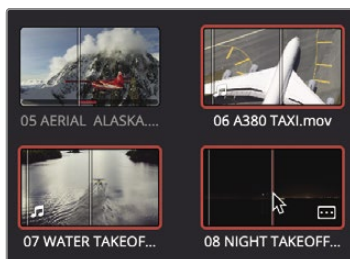 05 AERIAL ALASKA....
06 A380 TAXI.mov
07 WATER TAKEOF...
08 NIGHT TAKEOFF...